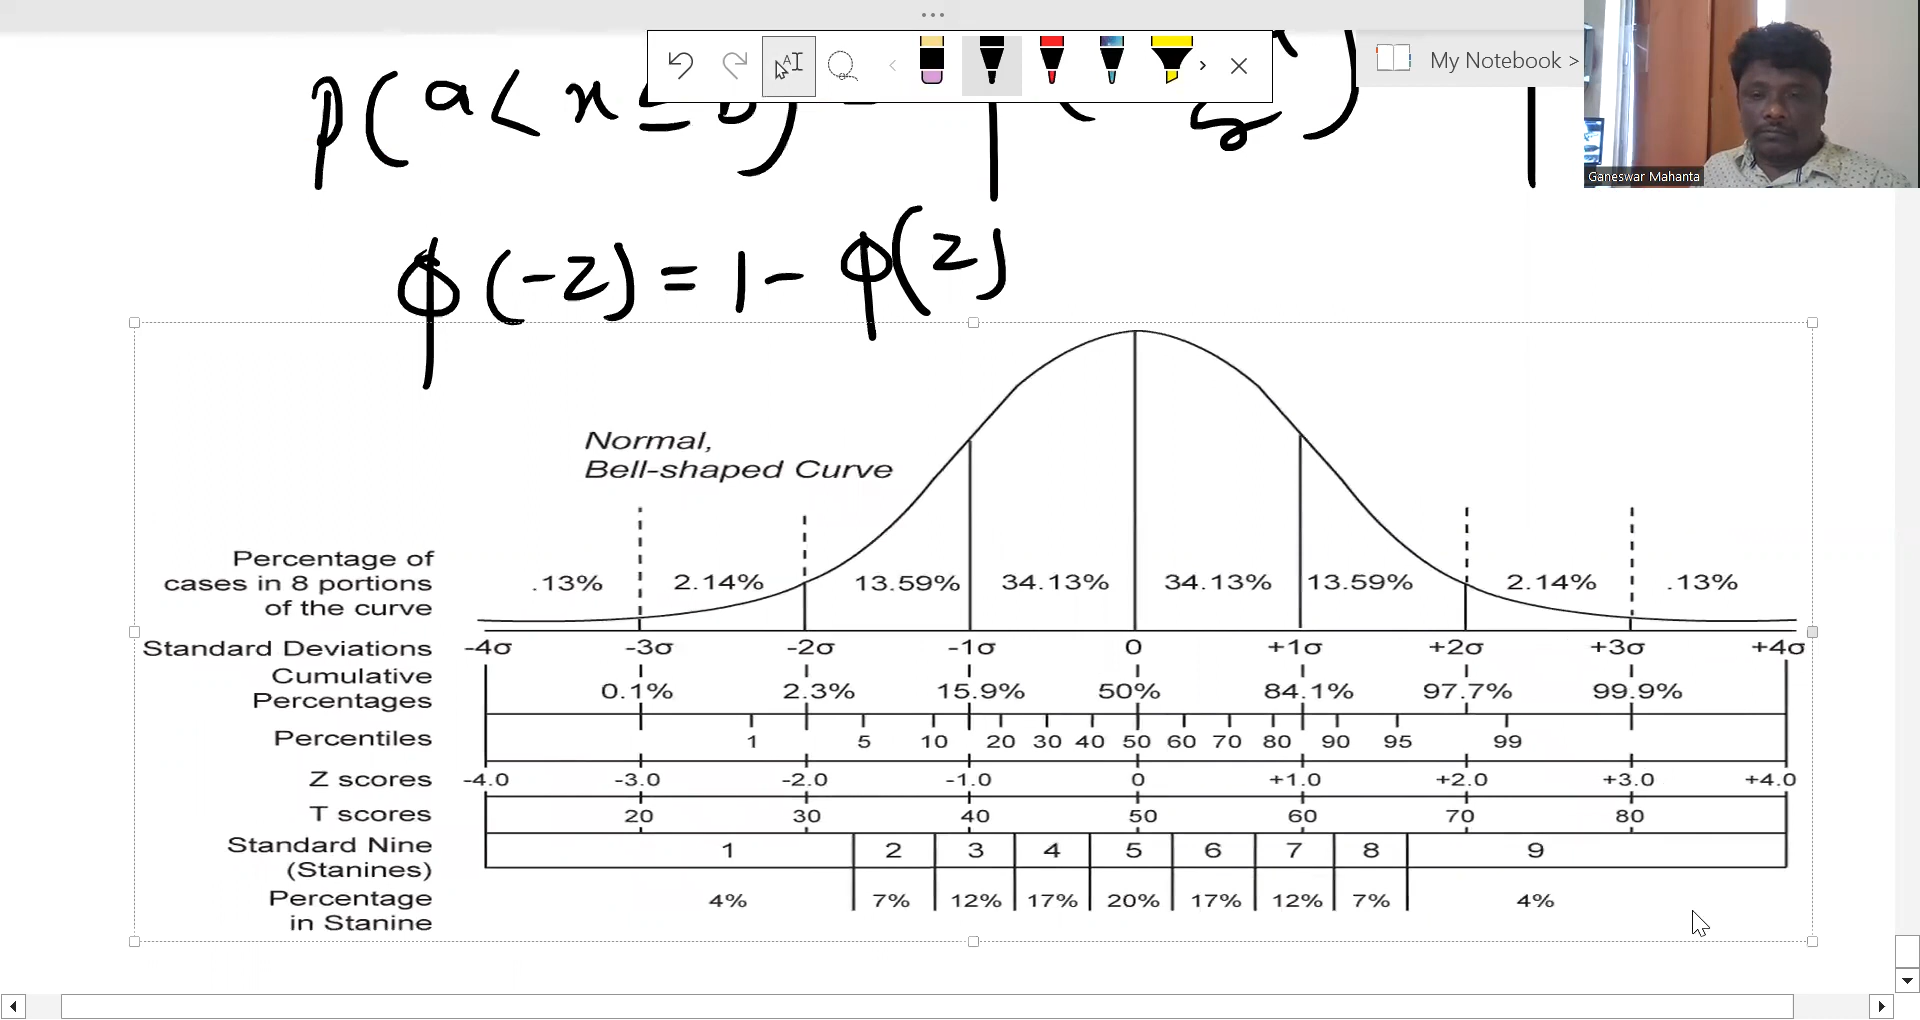 My Notebook >
Ganeswar Mahanta
p(a < x ≤ b)
ϕ(-z) = 1 - ϕ(z)
Normal,
Bell-shaped Curve
Percentage of
cases in 8 portions
of the curve
.13% 2.14% 13.59% 34.13% 34.13% 13.59% 2.14% .13%
Standard Deviations -4σ -3σ -2σ -1σ 0 +1σ +2σ +3σ +4σ
Cumulative
Percentages
0.1% 2.3% 15.9% 50% 84.1% 97.7% 99.9%
Percentiles 1 5 10 20 30 40 50 60 70 80 90 95 99
Z scores -4.0 -3.0 -2.0 -1.0 0 +1.0 +2.0 +3.0 +4.0
T scores 20 30 40 50 60 70 80
Standard Nine
(Stanines)
1 2 3 4 5 6 7 8 9
Percentage
in Stanine
4% 7% 12% 17% 20% 17% 12% 7% 4%